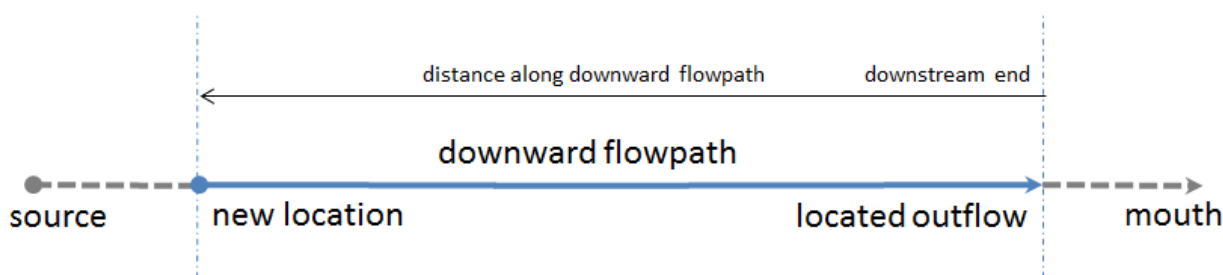 distance along downward flowpath downstream end
downward flowpath
source new location located outflow mouth